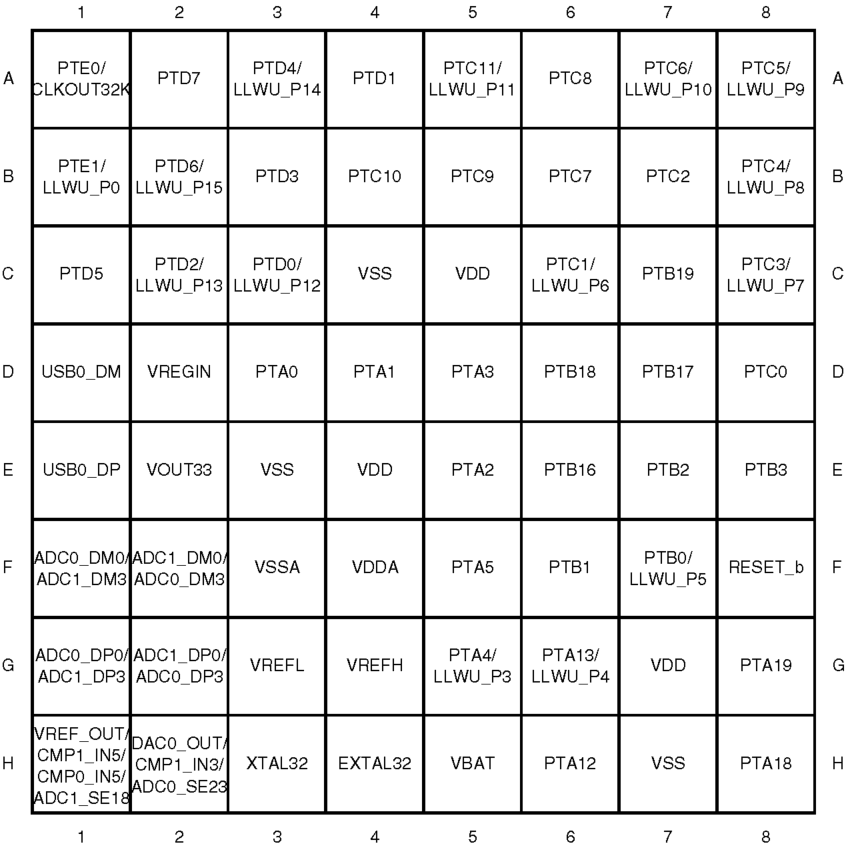 1 2 3 4 5 6 7 8
A PTE0/ PTD7 PTD4/ PTD1 PTC11/ PTC8 PTC6/ PTC5/ A
CLKOUT32K LLWU_P14 LLWU_P11 LLWU_P10 LLWU_P9
B PTE1/ PTD6/ PTD3 PTC10 PTC9 PTC7 PTC2 PTC4/ B
LLWU_P0 LLWU_P15 LLWU_P8
C PTD5 PTD2/ PTD0/ VSS VDD PTC1/ PTB19 PTC3/ C
LLWU_P13 LLWU_P12 LLWU_P6 LLWU_P7
D USB0_DM VREGIN PTA0 PTA1 PTA3 PTB18 PTB17 PTC0 D
E USB0_DP VOUT33 VSS VDD PTA2 PTB16 PTB2 PTB3 E
F ADC0_DM0/ ADC1_DM0/ VSSA VDDA PTA5 PTB1 PTB0/ RESET_b F
ADC1_DM3 ADC0_DM3 LLWU_P5
G ADC0_DP0/ ADC1_DP0/ VREFL VREFH PTA4/ PTA13/ VDD PTA19 G
ADC1_DP3 ADC0_DP3 LLWU_P3 LLWU_P4
VREF_OUT/ DAC0_OUT/
H CMP1_IN5/ CMP1_IN3/ XTAL32 EXTAL32 VBAT PTA12 VSS PTA18 H
CMP0_IN5/ ADC0_SE23
ADC1_SE18
1 2 3 4 5 6 7 8